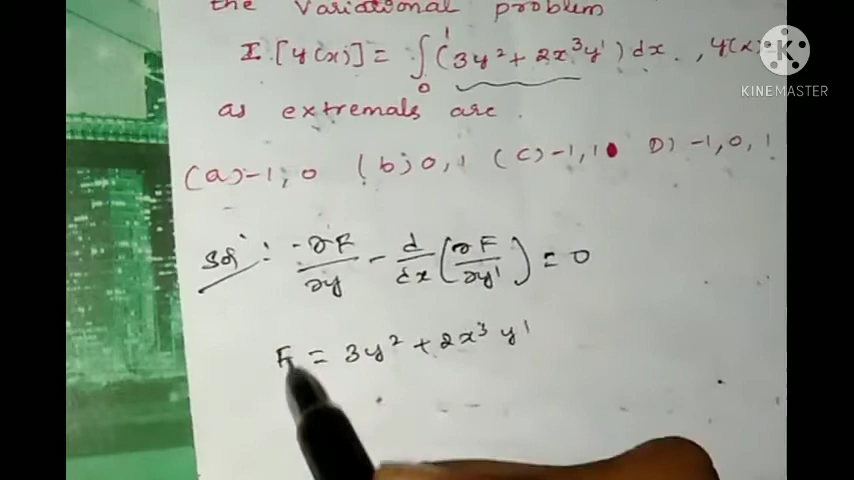 the Variational problem
I [y(x)] = ∫₀¹ (3y² + 2x³y') dx . , y(x)=
KINEMASTER
as extremals are .
(a) -1, 0 (b) 0, 1 (C) -1, 1 D) -1, 0, 1
Sol : ∂F/∂y - d/dx (∂F/∂y') = 0
F = 3y² + 2x³ y'